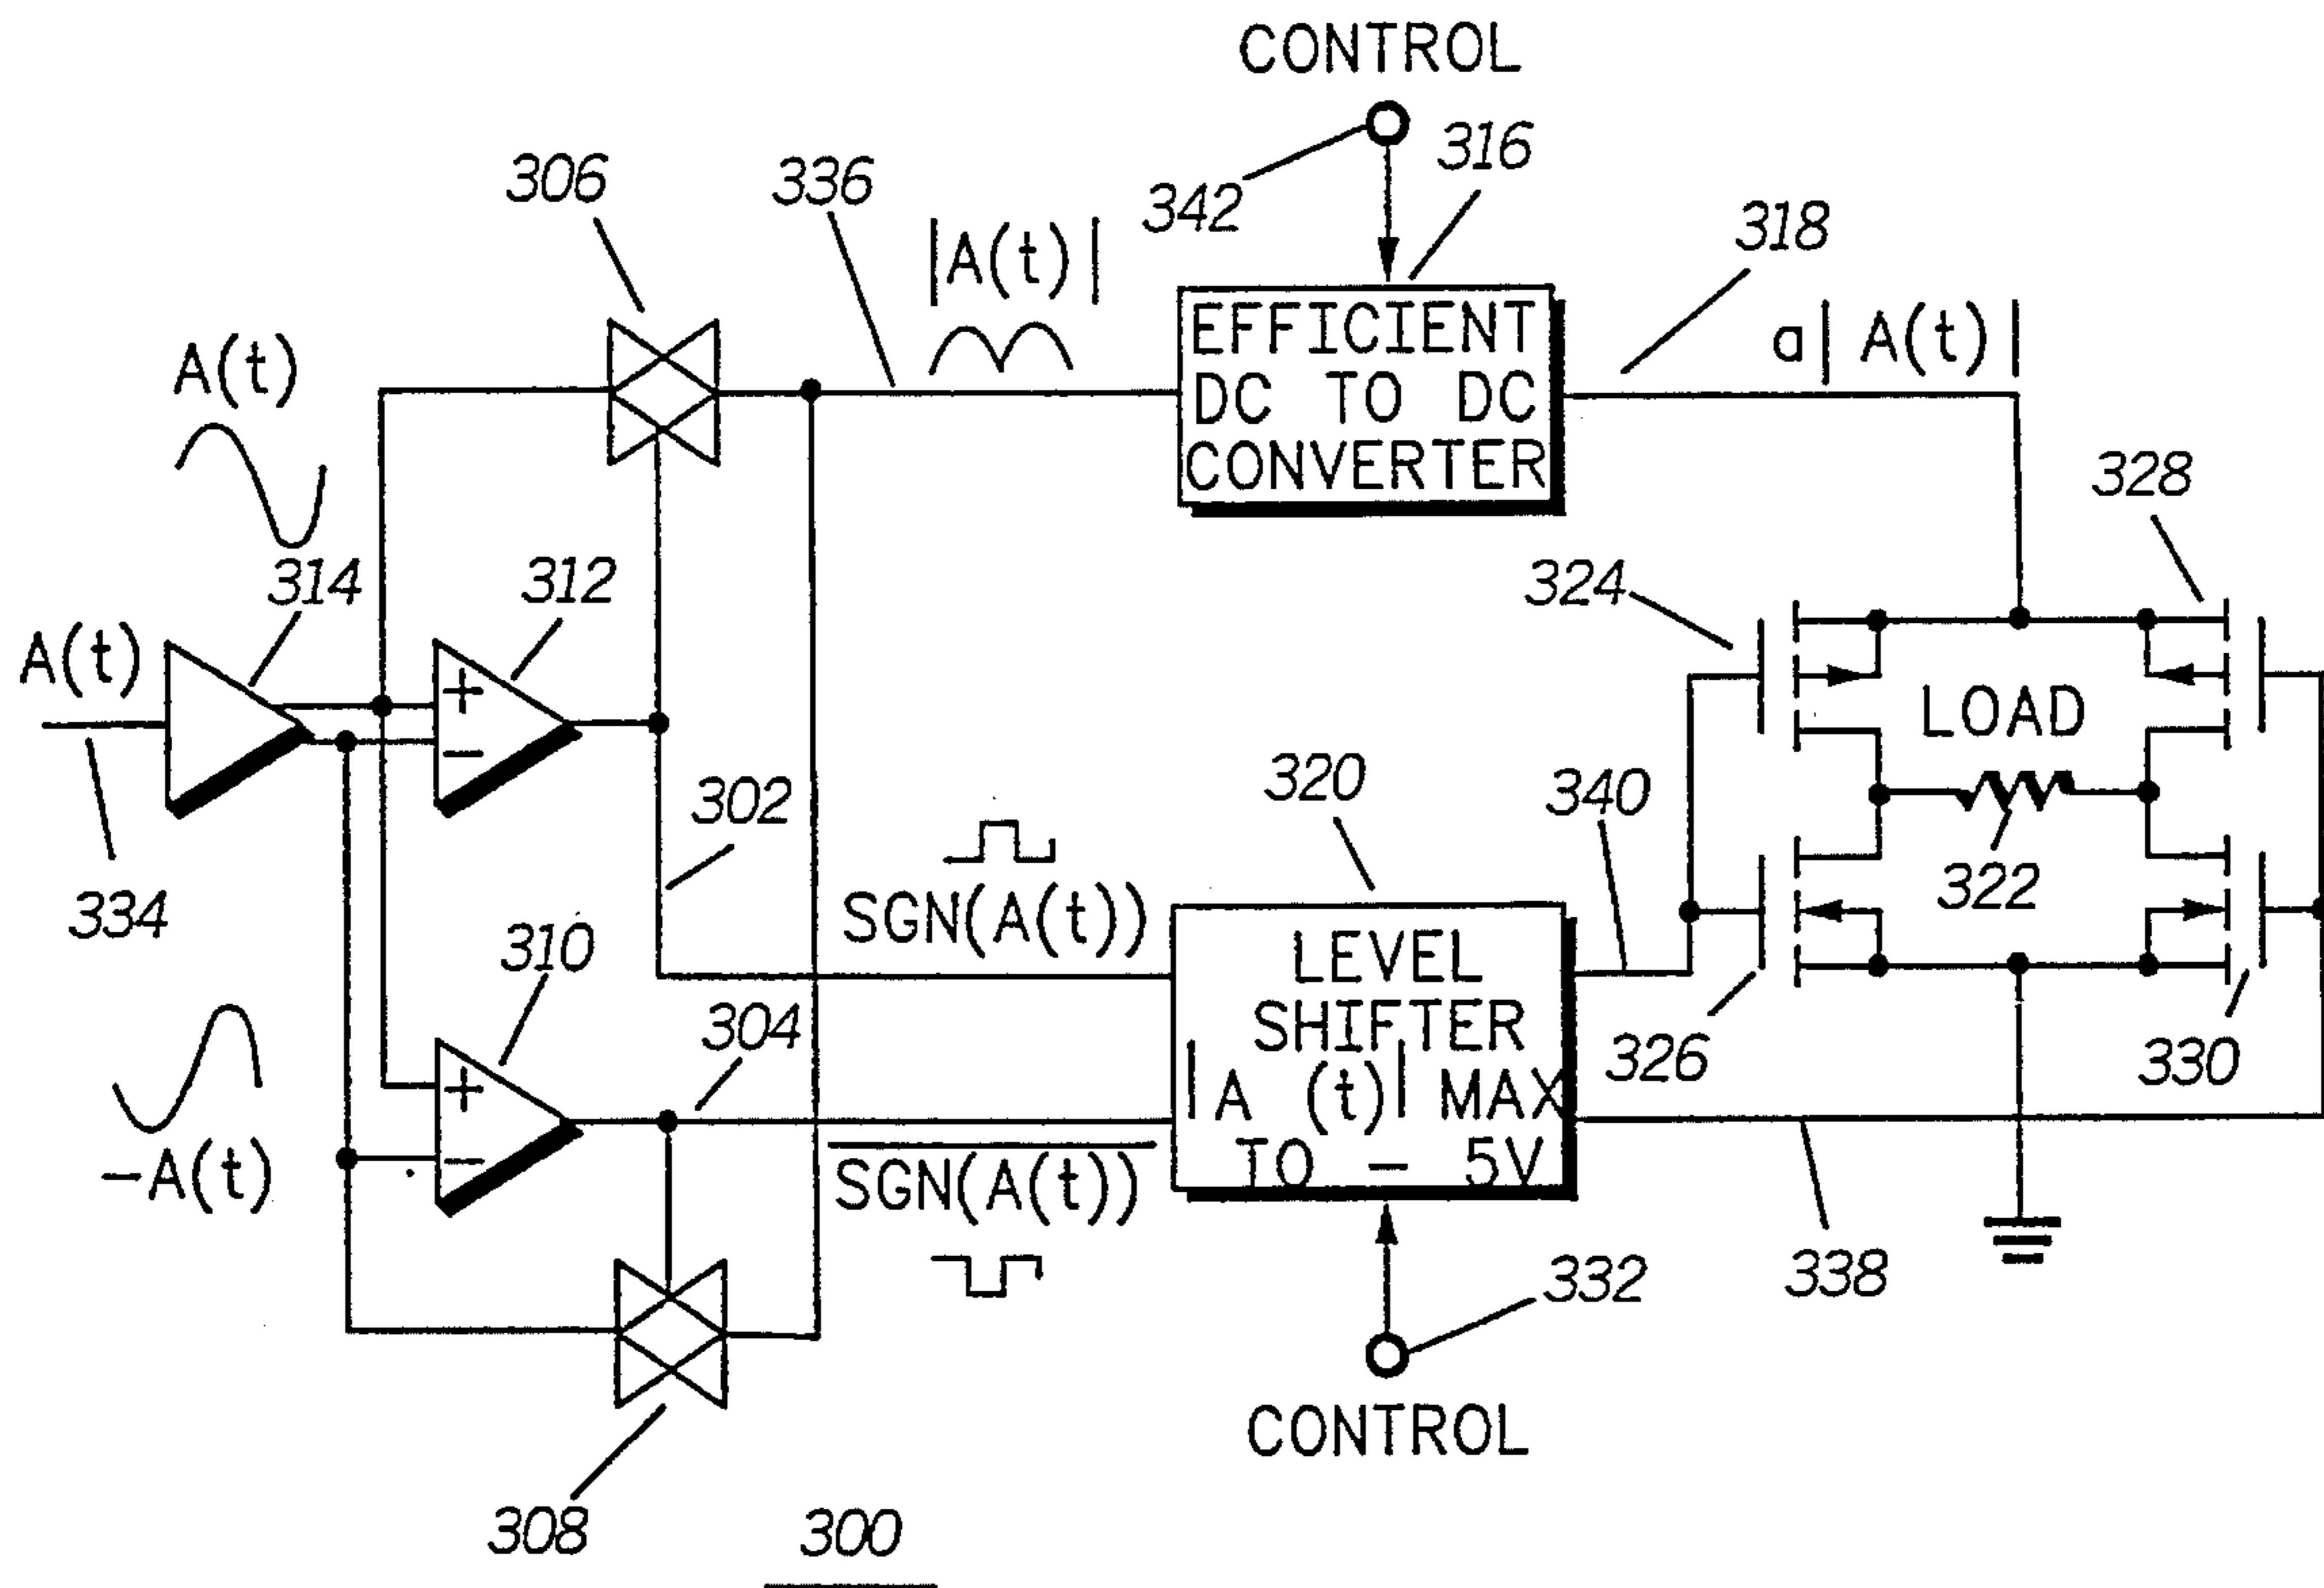 CONTROL
306
336
342
316
318
|A(t)|
a| A(t)|
A(t)
EFFICIENT
DC TO DC
CONVERTER
328
314
312
324
A(t)
+
−
LOAD
302
320
340
334
322
SGN(A(t))
310
304
LEVEL
SHIFTER
|A (t)| MAX
TO − 5V
326
330
+
−
−A(t)
SGN(A(t))
338
332
CONTROL
308
300